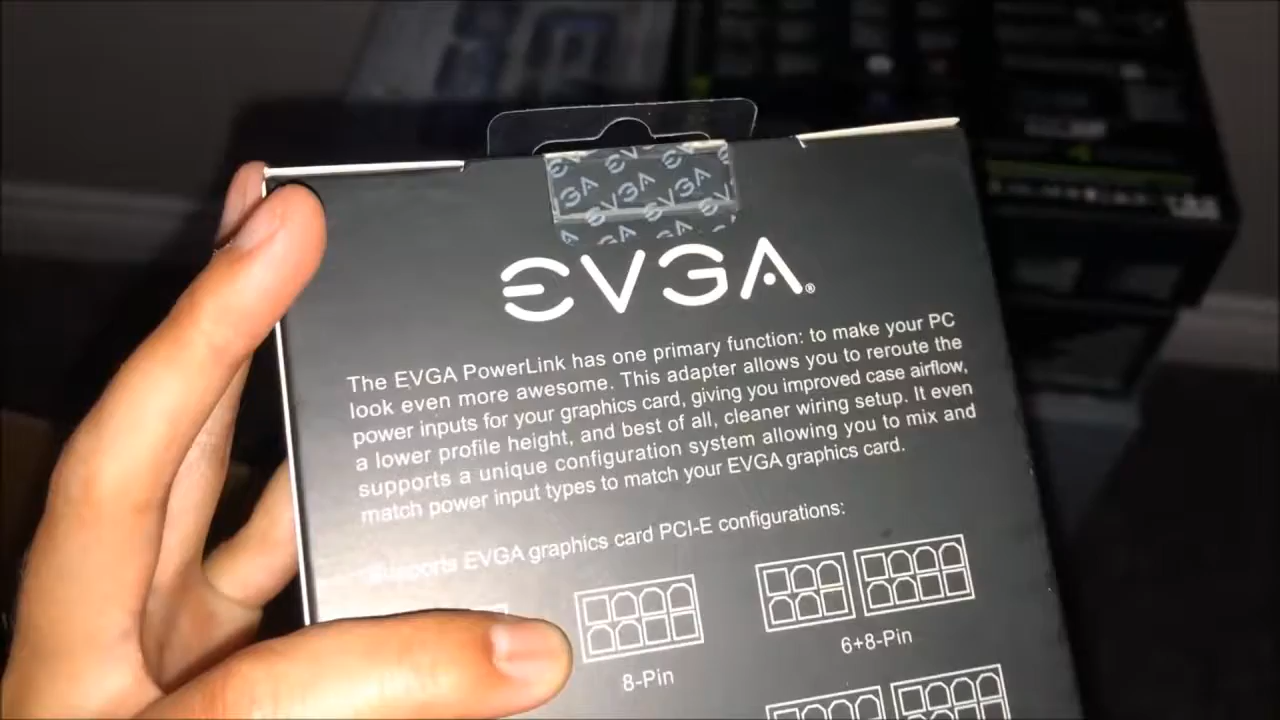 EVGA®
The EVGA PowerLink has one primary function: to make your PC
look even more awesome. This adapter allows you to reroute the
power inputs for your graphics card, giving you improved case airflow,
a lower profile height, and best of all, cleaner wiring setup. It even
supports a unique configuration system allowing you to mix and
match power input types to match your EVGA graphics card.
Supports EVGA graphics card PCI-E configurations:
8-Pin
6+8-Pin